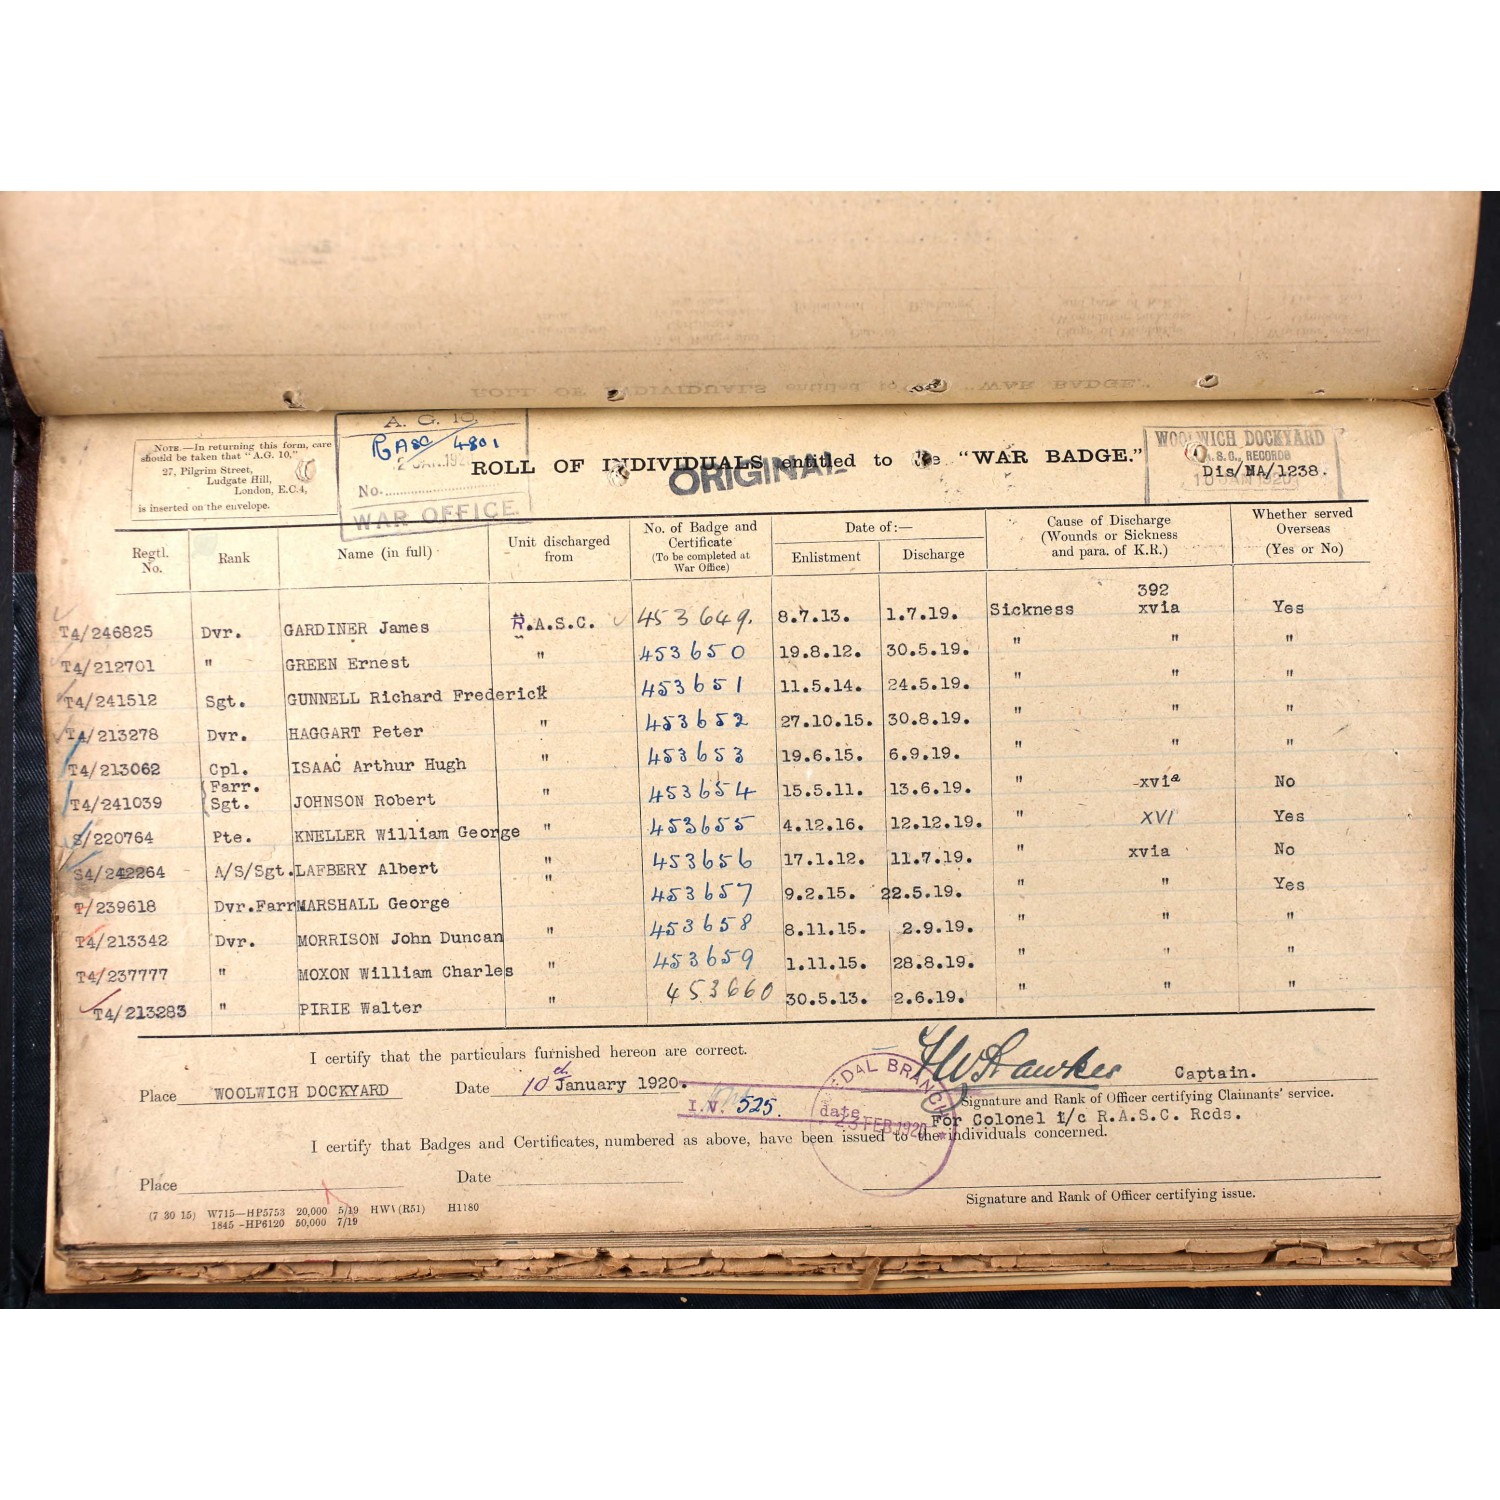 NOTE.—In returning this form, care
should be taken that "A.G. 10,"
27, Pilgrim Street,
Ludgate Hill,
London, E.C.4,
is inserted on the envelope.
A. G. 10.
RASC 4801
No.
WAR OFFICE
ROLL OF INDIVIDUALS entitled to the "WAR BADGE."
ORIGINAL
WOOLWICH DOCKYARD
A.S.C., RECORDS
Dis/NA/1238.
10 JAN 1920
Regtl. No. Rank Name (in full) Unit discharged from No. of Badge and Certificate (To be completed at War Office) Date of:— Enlistment Discharge Cause of Discharge (Wounds or Sickness and para. of K.R.) Whether served Overseas (Yes or No)
392
T4/246825 Dvr. GARDINER James R.A.S.C. 453649. 8.7.13. 1.7.19. Sickness xvia Yes
T4/212701 " GREEN Ernest " 453650 19.8.12. 30.5.19. " " "
T4/241512 Sgt. GUNNELL Richard Frederick " 453651 11.5.14. 24.5.19. " " "
T4/213278 Dvr. HAGGART Peter " 453652 27.10.15. 30.8.19. " " "
T4/213062 Cpl. ISAAC Arthur Hugh " 453653 19.6.15. 6.9.19. " " "
T4/241039 Farr. Sgt. JOHNSON Robert " 453654 15.5.11. 13.6.19. " xvia No
S/220764 Pte. KNELLER William George " 453655 4.12.16. 12.12.19. " XVI Yes
S4/242264 A/S/Sgt. LAFBERY Albert " 453656 17.1.12. 11.7.19. " xvia No
T/239618 Dvr.Farr MARSHALL George " 453657 9.2.15. 22.5.19. " " Yes
T4/213342 Dvr. MORRISON John Duncan " 453658 8.11.15. 2.9.19. " " "
T4/237777 " MOXON William Charles " 453659 1.11.15. 28.8.19. " " "
T4/213283 " PIRIE Walter " 453660 30.5.13. 2.6.19. " " "
I certify that the particulars furnished hereon are correct.
Place WOOLWICH DOCKYARD Date 10th January 1920.
Captain.
Signature and Rank of Officer certifying Claimants' service.
For Colonel i/c R.A.S.C. Rcds.
I.V. 525.
MEDAL BRANCH
date
23 FEB 1920
I certify that Badges and Certificates, numbered as above, have been issued to the individuals concerned.
Place Date
Signature and Rank of Officer certifying issue.
(7 30 15) W715—HP5753 20,000 5/19 HWV(R51) H1180
1845 -HP6120 50,000 7/19